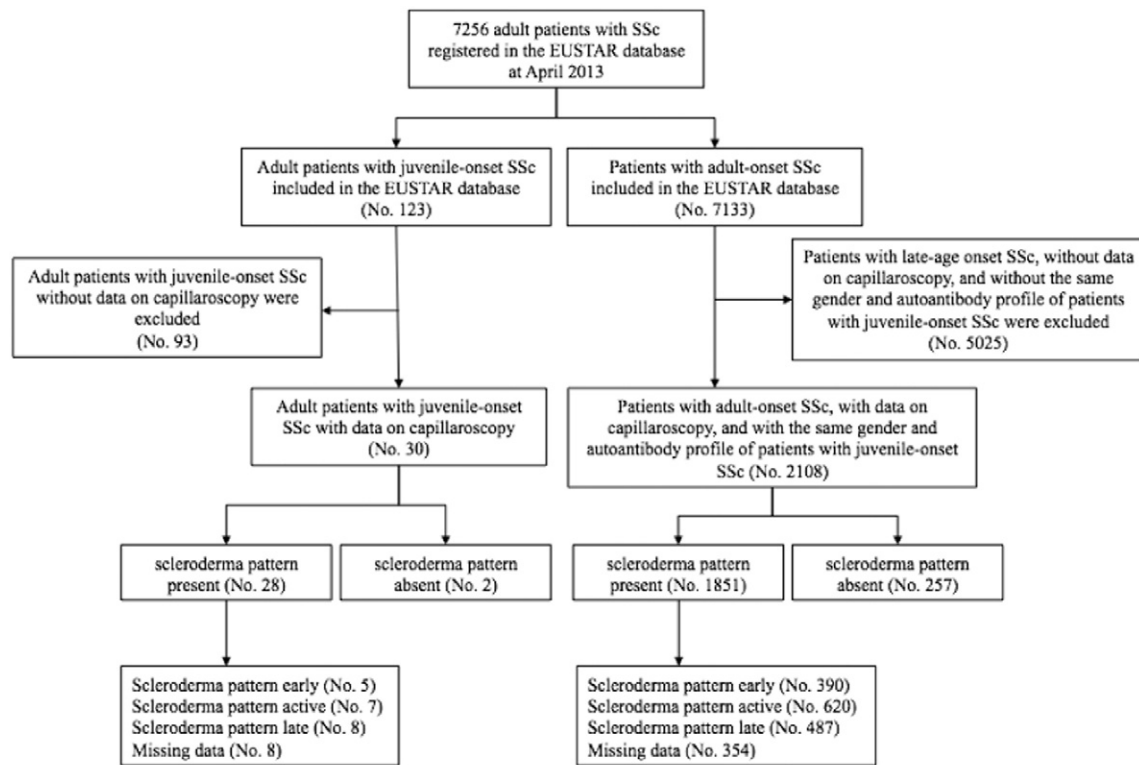 7256 adult patients with SSc
registered in the EUSTAR database
at April 2013
Adult patients with juvenile-onset SSc
included in the EUSTAR database
(No. 123)
Patients with adult-onset SSc
included in the EUSTAR database
(No. 7133)
Adult patients with juvenile-onset SSc
without data on capillaroscopy were
excluded
(No. 93)
Patients with late-age onset SSc, without data
on capillaroscopy, and without the same
gender and autoantibody profile of patients
with juvenile-onset SSc were excluded
(No. 5025)
Adult patients with juvenile-onset
SSc with data on capillaroscopy
(No. 30)
Patients with adult-onset SSc, with data on
capillaroscopy, and with the same gender and
autoantibody profile of patients with juvenile-onset
SSc (No. 2108)
scleroderma pattern
present (No. 28)
scleroderma pattern
absent (No. 2)
scleroderma pattern
present (No. 1851)
scleroderma pattern
absent (No. 257)
Scleroderma pattern early (No. 5)
Scleroderma pattern active (No. 7)
Scleroderma pattern late (No. 8)
Missing data (No. 8)
Scleroderma pattern early (No. 390)
Scleroderma pattern active (No. 620)
Scleroderma pattern late (No. 487)
Missing data (No. 354)